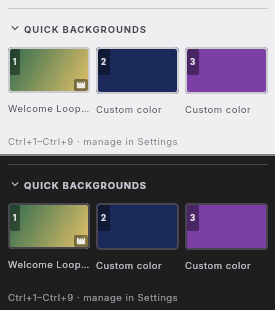 QUICK BACKGROUNDS
1 2 3
Welcome Loop... Custom color Custom color
Ctrl+1–Ctrl+9 · manage in Settings
QUICK BACKGROUNDS
1 2 3
Welcome Loop... Custom color Custom color
Ctrl+1–Ctrl+9 · manage in Settings